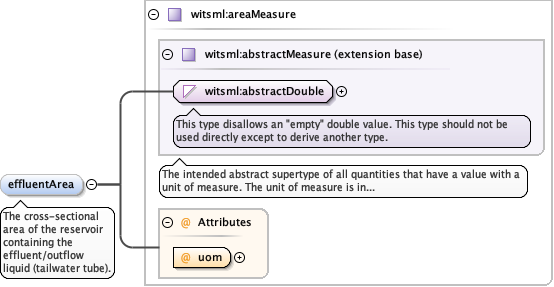 witsml:areaMeasure
witsml:abstractMeasure (extension base)
witsml:abstractDouble
This type disallows an "empty" double value. This type should not be
used directly except to derive another type.
The intended abstract supertype of all quantities that have a value with a
unit of measure. The unit of measure is in...
effluentArea
The cross-sectional
area of the reservoir
containing the
effluent/outflow
liquid (tailwater tube).
@ Attributes
@ uom